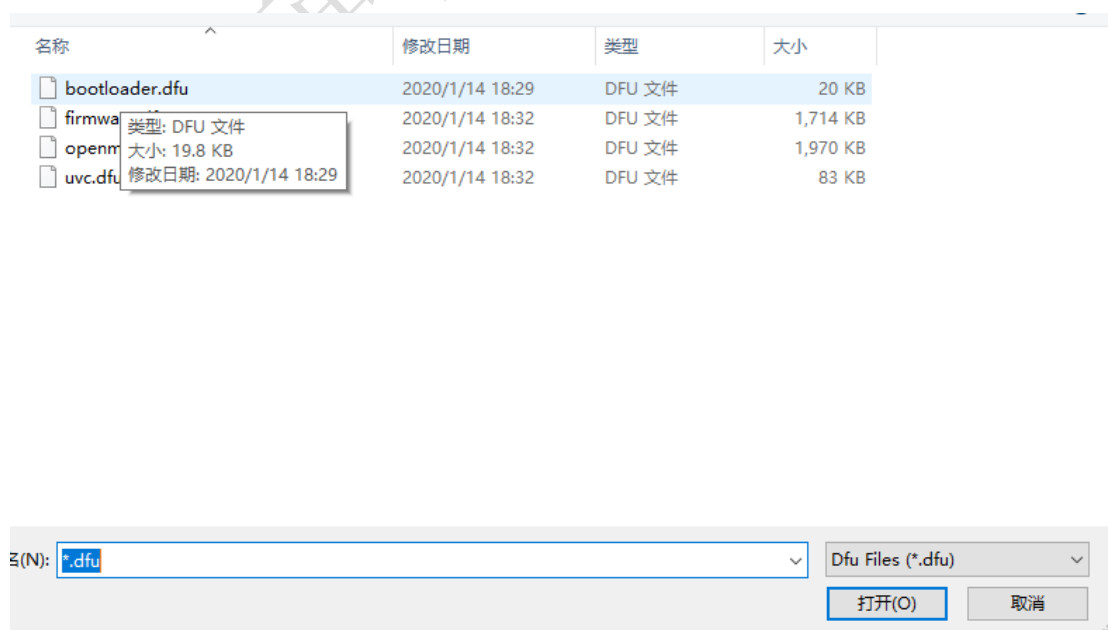 名称 修改日期 类型 大小
bootloader.dfu 2020/1/14 18:29 DFU 文件 20 KB
firmwa 2020/1/14 18:32 DFU 文件 1,714 KB
openm 2020/1/14 18:32 DFU 文件 1,970 KB
uvc.dfu 2020/1/14 18:32 DFU 文件 83 KB
类型: DFU 文件
大小: 19.8 KB
修改日期: 2020/1/14 18:29
(N): *.dfu Dfu Files (*.dfu)
打开(O) 取消